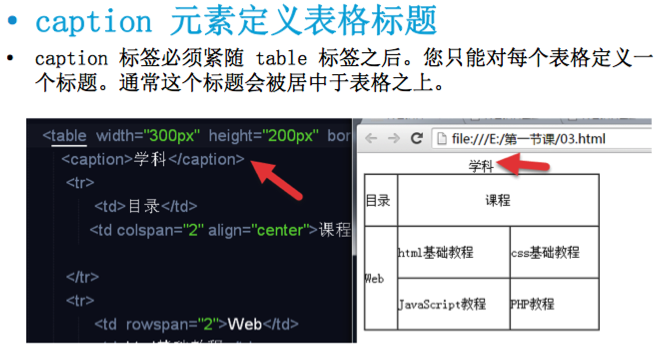 • caption 元素定义表格标题
• caption 标签必须紧随 table 标签之后。您只能对每个表格定义一
个标题。通常这个标题会被居中于表格之上。
<table width="300px" height="200px" bor
<caption>学科</caption>
<tr>
<td>目录</td>
<td colspan="2" align="center">课程
</tr>
<tr>
<td rowspan="2">Web</td>
file:///E:/第一节课/03.html
学科
目录 课程
Web
html基础教程 css基础教程
JavaScript教程 PHP教程